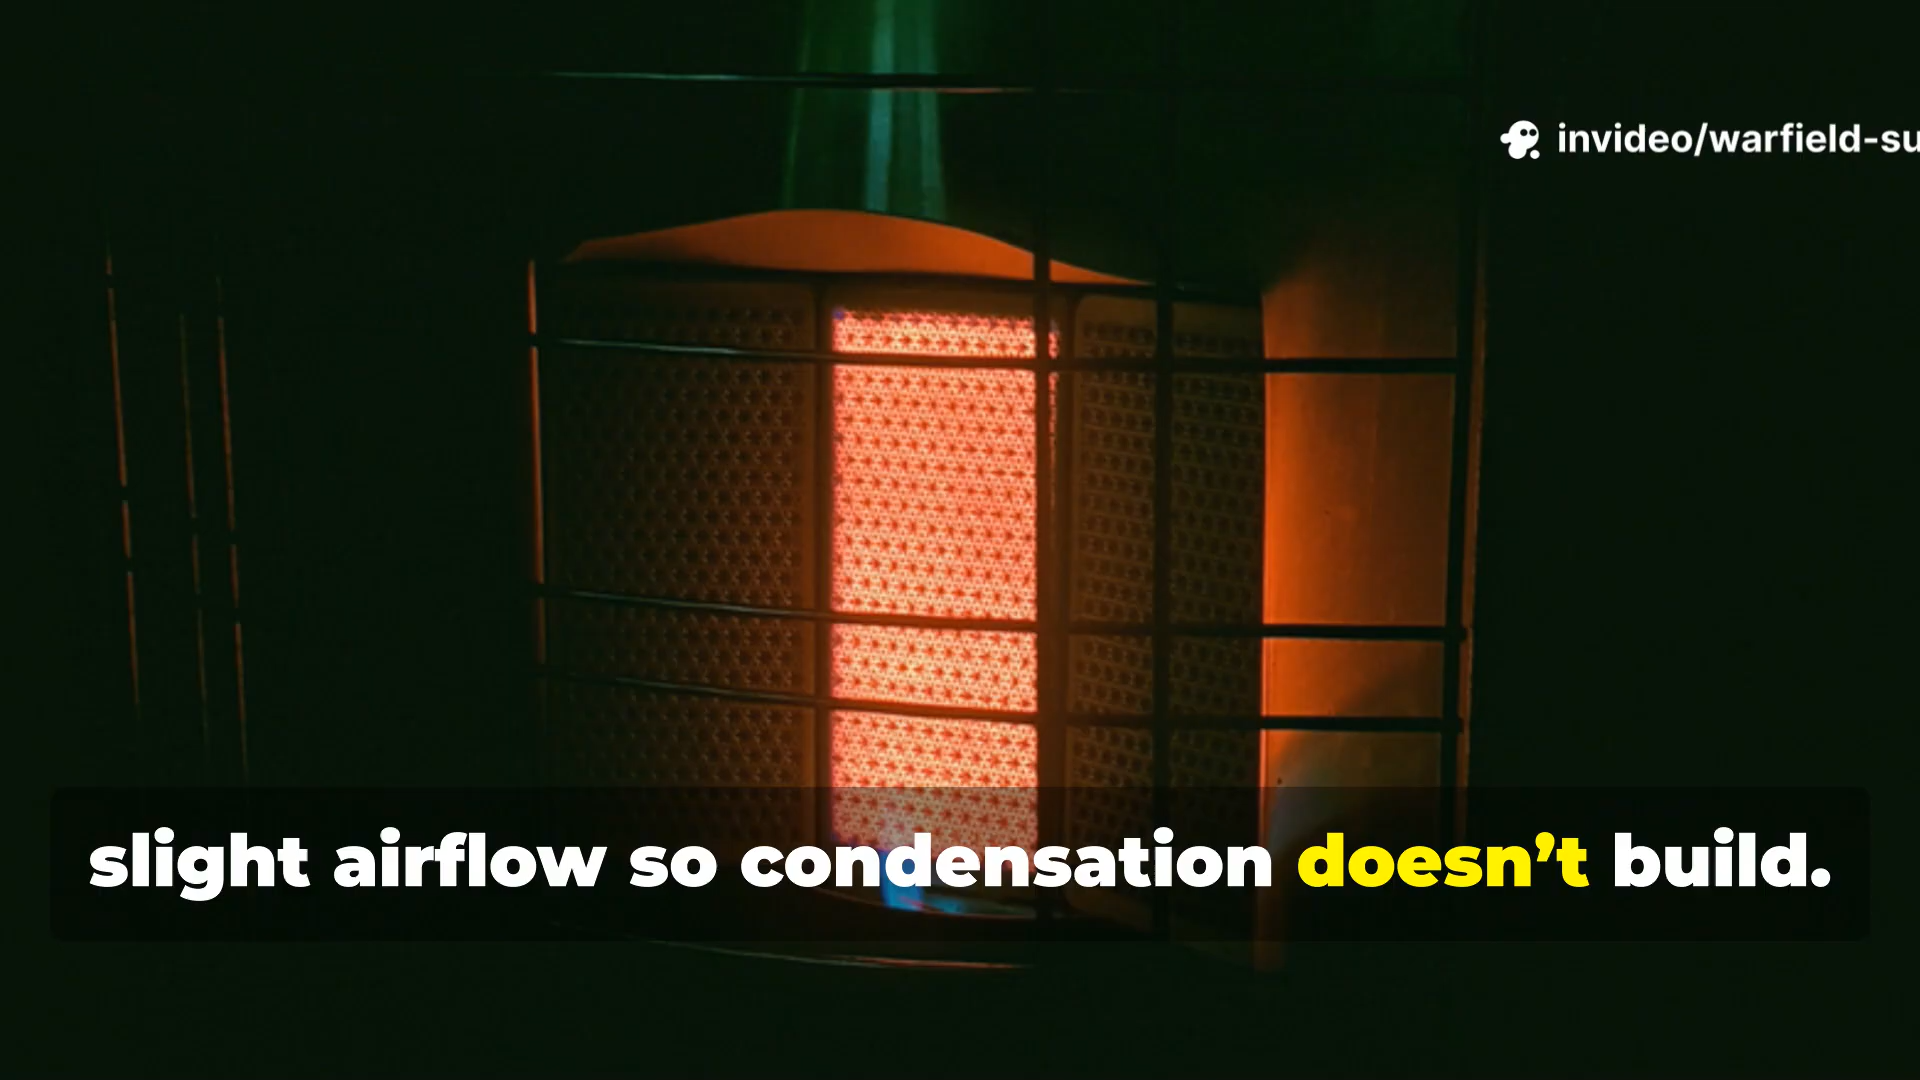 invideo/warfield-su
slight airflow so condensation doesn’t build.